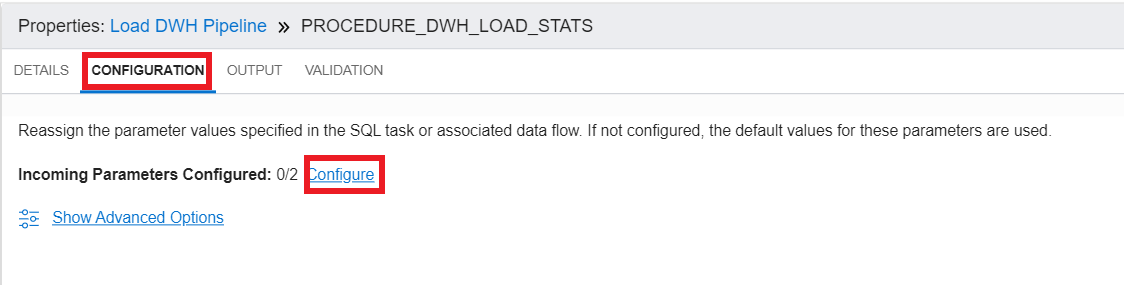 Properties: Load DWH Pipeline » PROCEDURE_DWH_LOAD_STATS
DETAILS CONFIGURATION OUTPUT VALIDATION
Reassign the parameter values specified in the SQL task or associated data flow. If not configured, the default values for these parameters are used.
Incoming Parameters Configured: 0/2 Configure
Show Advanced Options